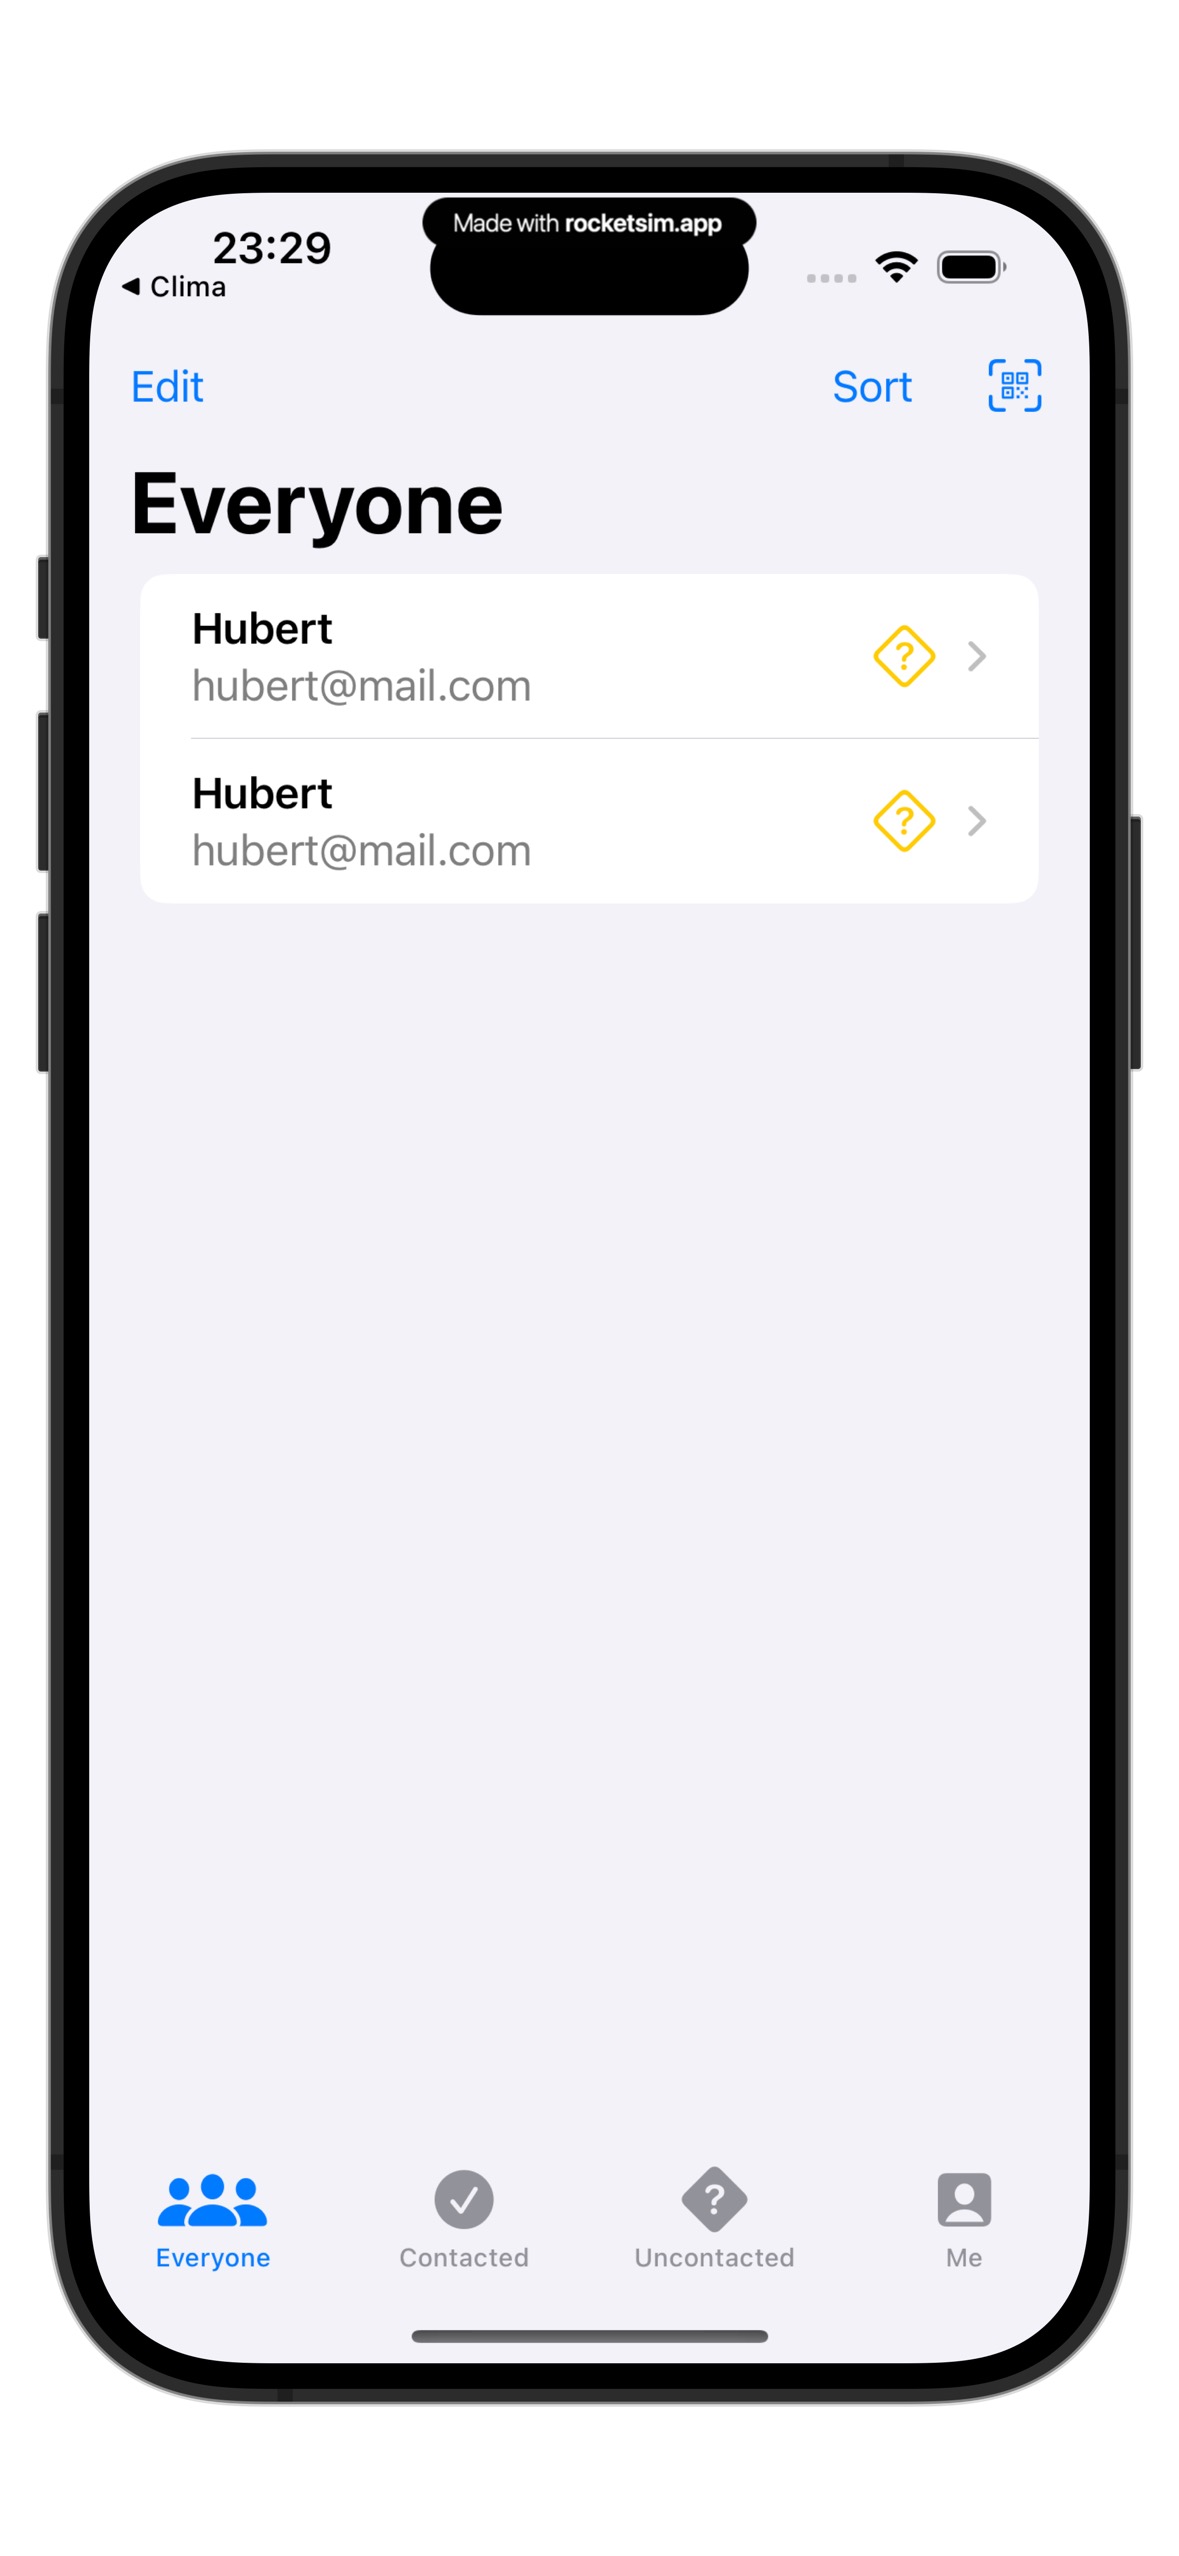 Made with rocketsim.app
23:29
◀ Clima
Edit
Sort
Everyone
Hubert
hubert@mail.com
?
Hubert
hubert@mail.com
?
?
Everyone
Contacted
Uncontacted
Me